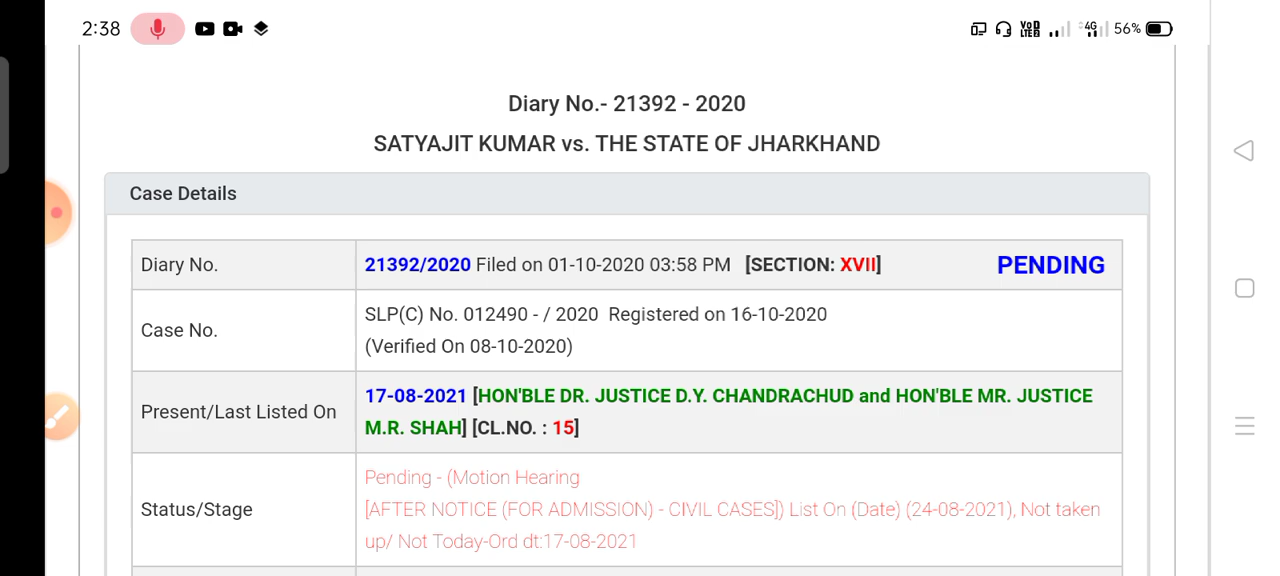 2:38
VoD LTED
4G
56%
Diary No.- 21392 - 2020
SATYAJIT KUMAR vs. THE STATE OF JHARKHAND
Case Details
Diary No.
21392/2020 Filed on 01-10-2020 03:58 PM [SECTION: XVII]
PENDING
Case No.
SLP(C) No. 012490 - / 2020 Registered on 16-10-2020
(Verified On 08-10-2020)
Present/Last Listed On
17-08-2021 [HON'BLE DR. JUSTICE D.Y. CHANDRACHUD and HON'BLE MR. JUSTICE
M.R. SHAH] [CL.NO. : 15]
Status/Stage
Pending - (Motion Hearing
[AFTER NOTICE (FOR ADMISSION) - CIVIL CASES]) List On (Date) (24-08-2021), Not taken
up/ Not Today-Ord dt:17-08-2021